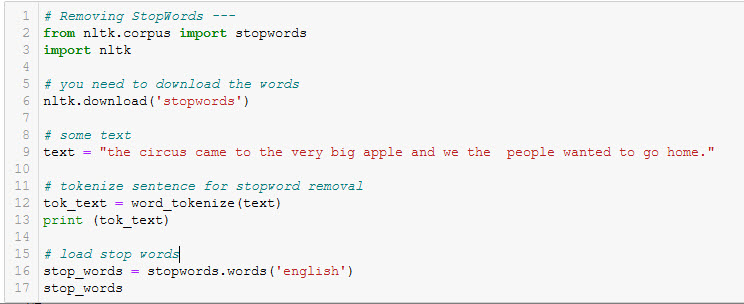 1 # Removing StopWords ---
2 from nltk.corpus import stopwords
3 import nltk
4
5 # you need to download the words
6 nltk.download('stopwords')
7
8 # some text
9 text = "the circus came to the very big apple and we the  people wanted to go home."
10
11 # tokenize sentence for stopword removal
12 tok_text = word_tokenize(text)
13 print (tok_text)
14
15 # load stop words
16 stop_words = stopwords.words('english')
17 stop_words